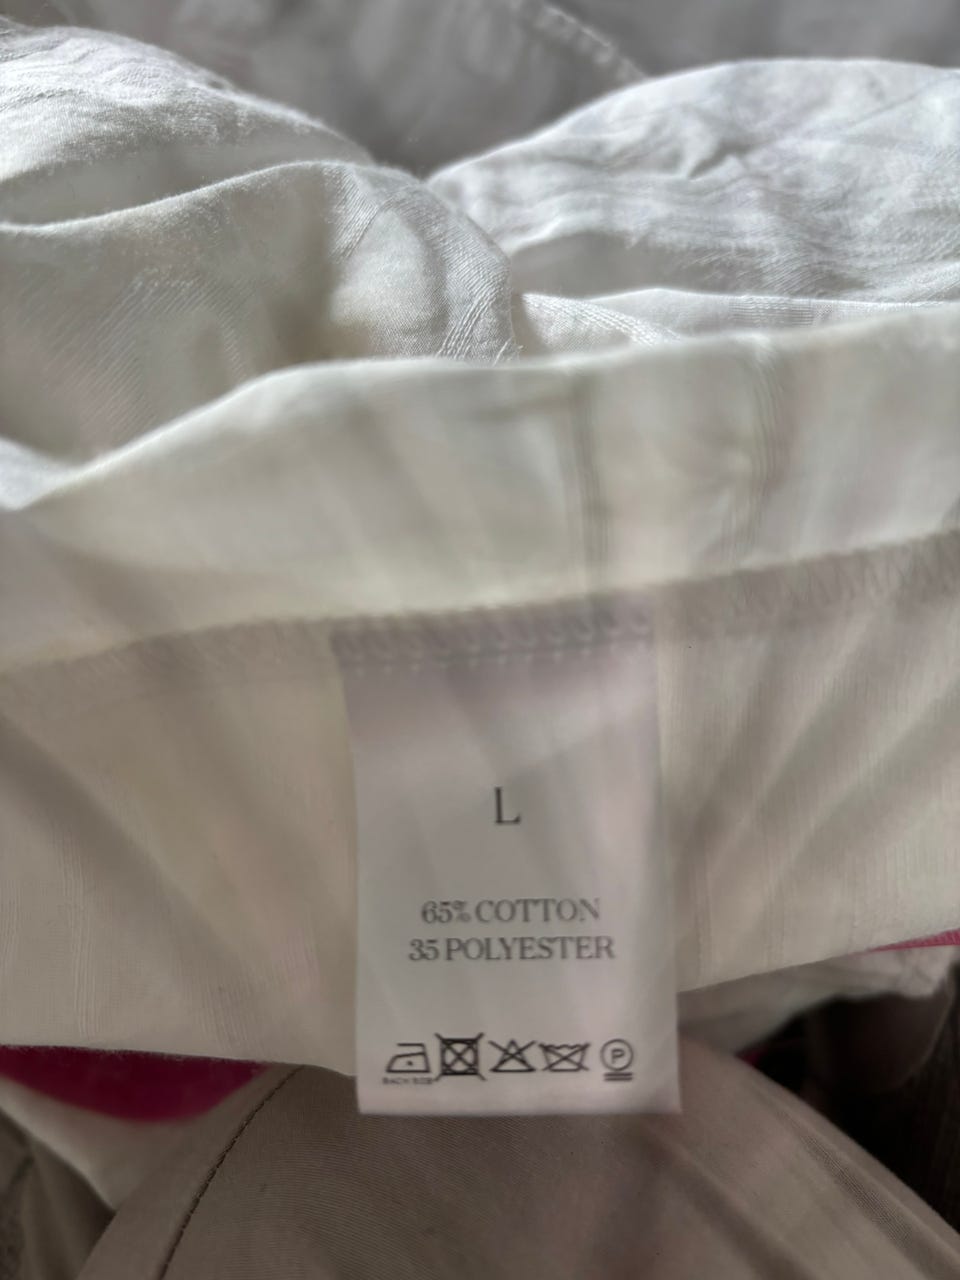 L
65% COTTON
35 POLYESTER
P